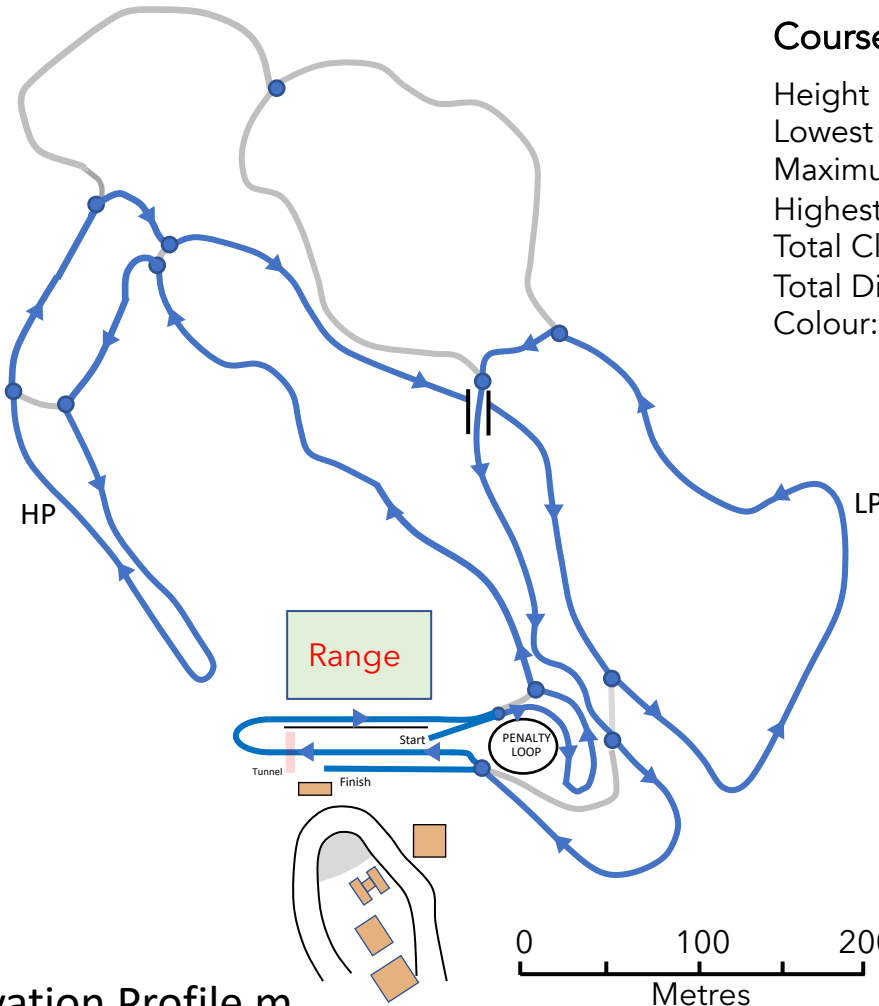 Course
Height
Lowest
Maximu
Highest
Total Cl
Total Di
Colour:
HP
LP
Range
Start
PENALTY
LOOP
Tunnel
Finish
0 100 200
Metres
vation Profile m